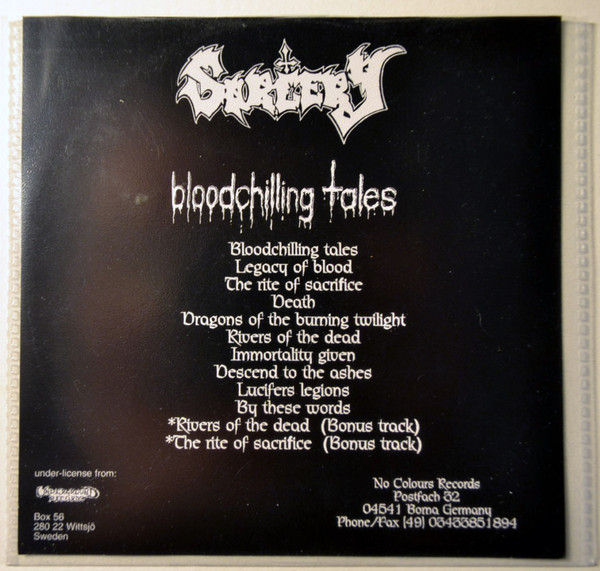 Sorcery
bloodchilling tales
Bloodchilling tales
Legacy of blood
The rite of sacrifice
Death
Dragons of the burning twilight
Rivers of the dead
Immortality given
Descend to the ashes
Lucifers legions
By these words
*Rivers of the dead (Bonus track)
*The rite of sacrifice (Bonus track)
under-license from:
Underground
Records
Box 56
280 22 Wittsjö
Sweden
No Colours Records
Postfach 32
04541 Borna Germany
Phone/Fax (49) 03433851894